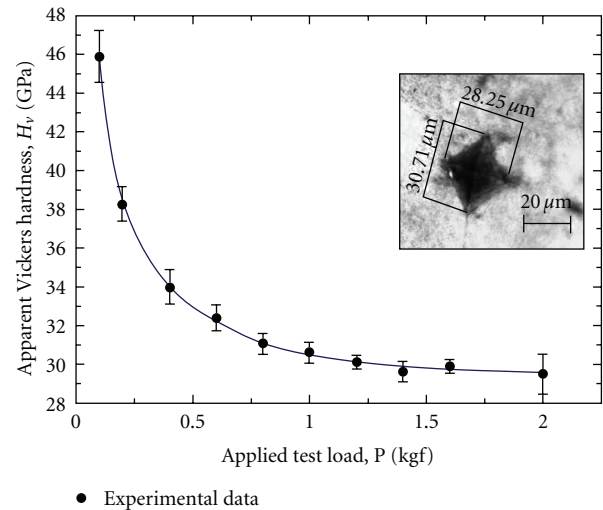 48
46
44
42
40
38
36
34
32
30
28
Apparent Vickers hardness, Hᵥ (GPa)
28.25 μm
30.71 μm
20 μm
0
0.5
1
1.5
2
Applied test load, P (kgf)
Experimental data